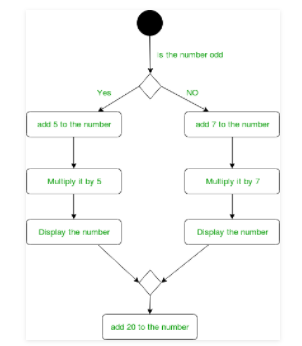 is the number odd
Yes
NO
add 5 to the number
add 7 to the number
Multiply it by 5
Multiply it by 7
Display the number
Display the number
add 20 to the number